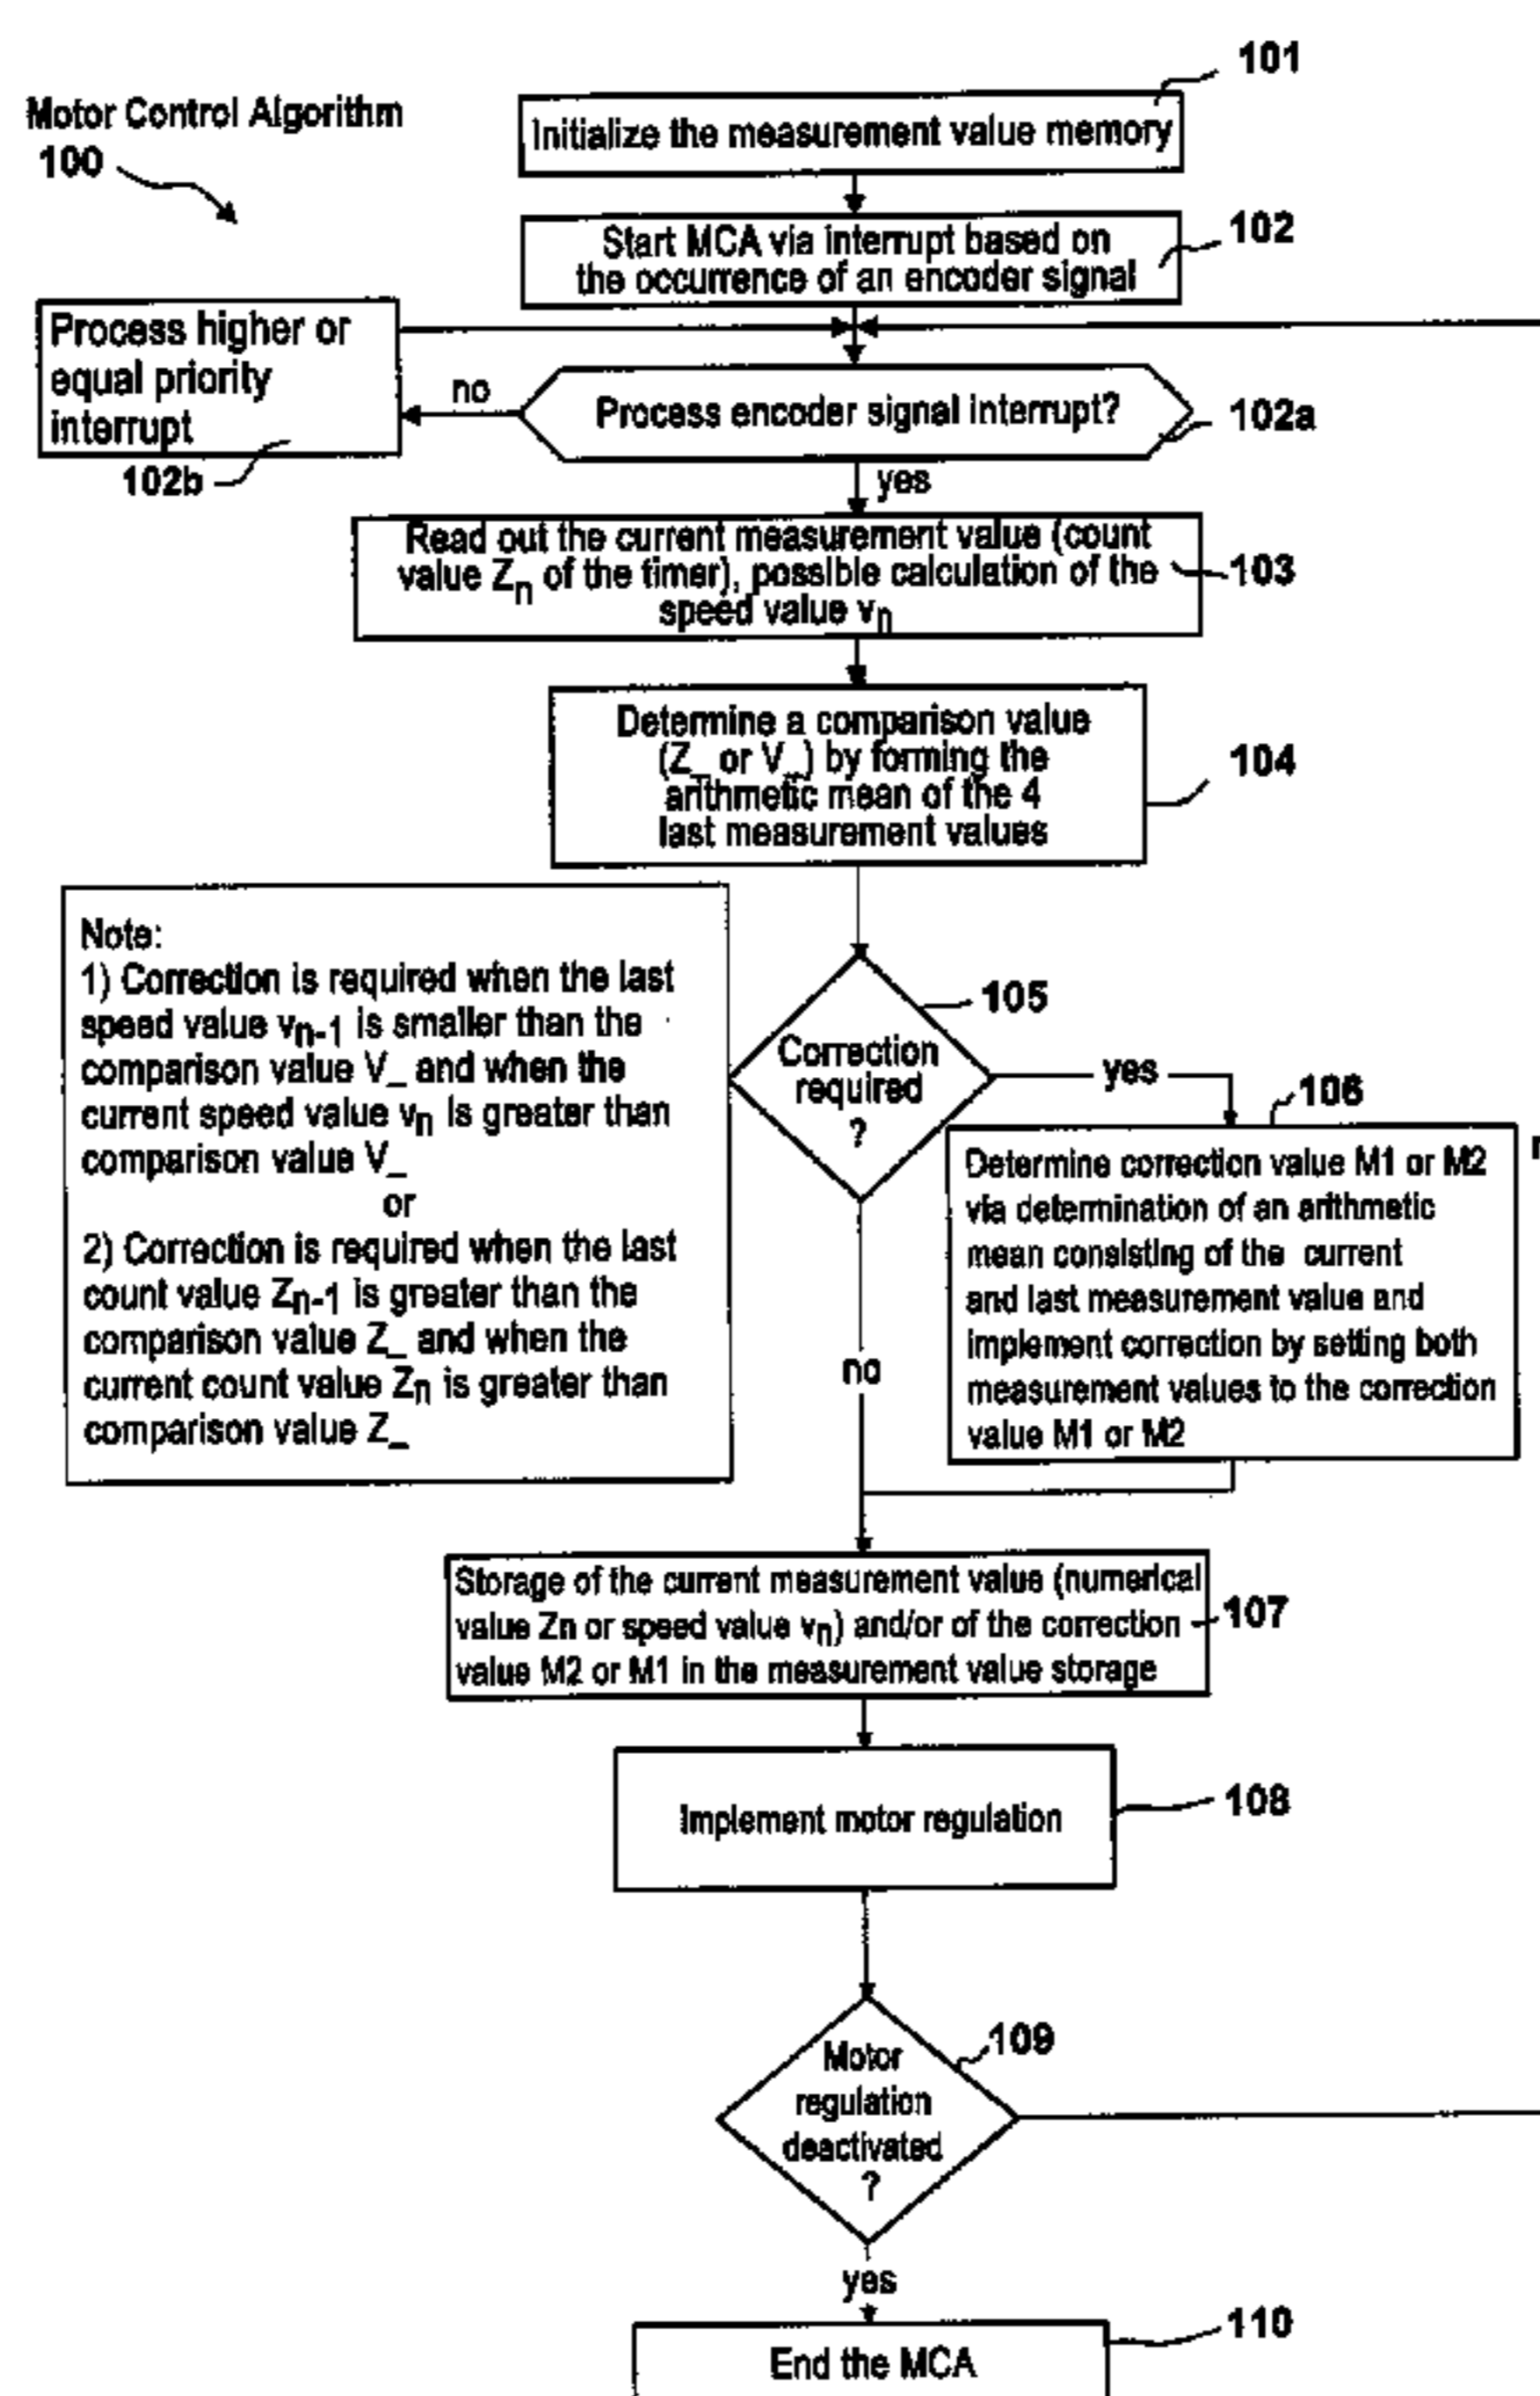 101
Motor Control Algorithm
100
Initialize the measurement value memory
Start MCA via interrupt based on
the occurrence of an encoder signal
102
Process higher or
equal priority
interrupt
102b
no
Process encoder signal interrupt?
102a
yes
Read out the current measurement value (count
value Zn of the timer), possible calculation of the
speed value vn
103
Determine a comparison value
(Z_ or V_) by forming the
arithmetic mean of the 4
last measurement values
104
Note:
1) Correction is required when the last
speed value vn-1 is smaller than the
comparison value V_ and when the
current speed value vn is greater than
comparison value V_
or
2) Correction is required when the last
count value Zn-1 is greater than the
comparison value Z_ and when the
current count value Zn is greater than
comparison value Z_
105
Correction
required
?
yes
no
106
Determine correction value M1 or M2
via determination of an arithmetic
mean consisting of the current
and last measurement value and
implement correction by setting both
measurement values to the correction
value M1 or M2
Storage of the current measurement value (numerical
value Zn or speed value vn) and/or of the correction
value M2 or M1 in the measurement value storage
107
Implement motor regulation
108
109
Motor
regulation
deactivated
?
yes
110
End the MCA